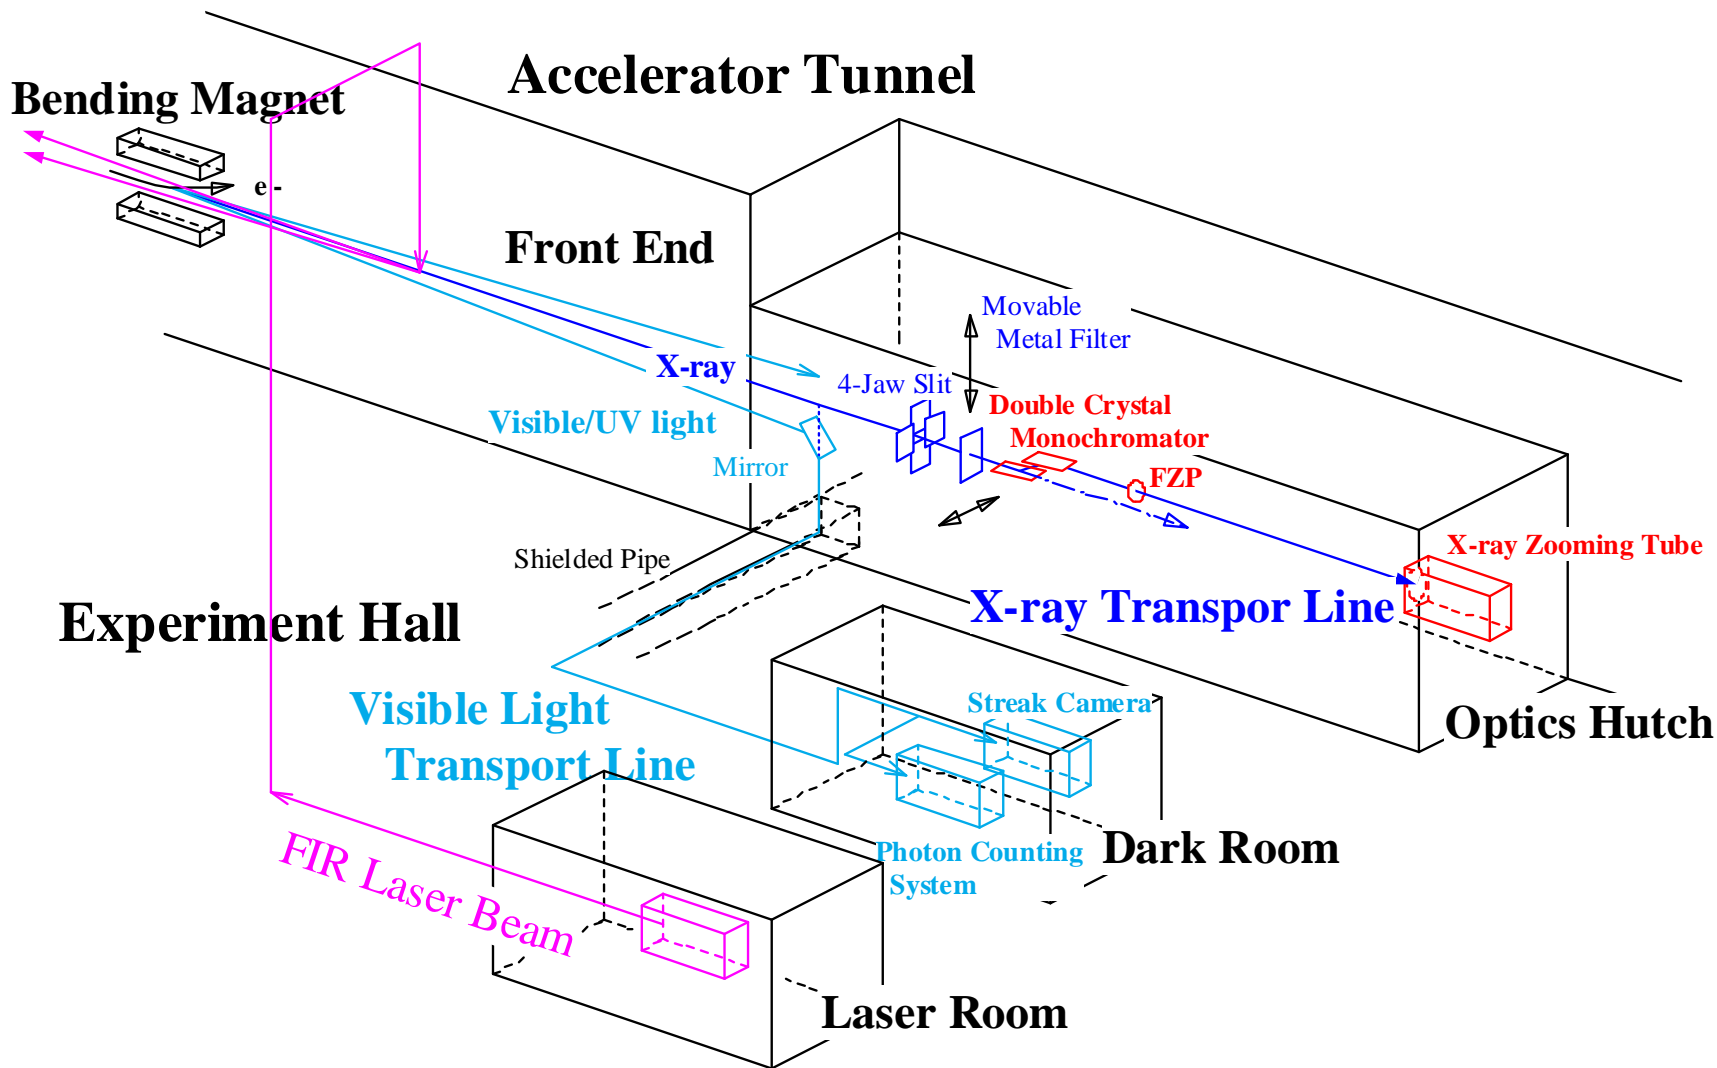 Accelerator Tunnel
Bending Magnet
e -
Front End
Movable
Metal Filter
X-ray
4-Jaw Slit
Double Crystal
Monochromator
Visible/UV light
Mirror
FZP
Shielded Pipe
X-ray Zooming Tube
Experiment Hall
X-ray Transpor Line
Visible Light
Transport Line
Streak Camera
Optics Hutch
FIR Laser Beam
Photon Counting
System
Dark Room
Laser Room